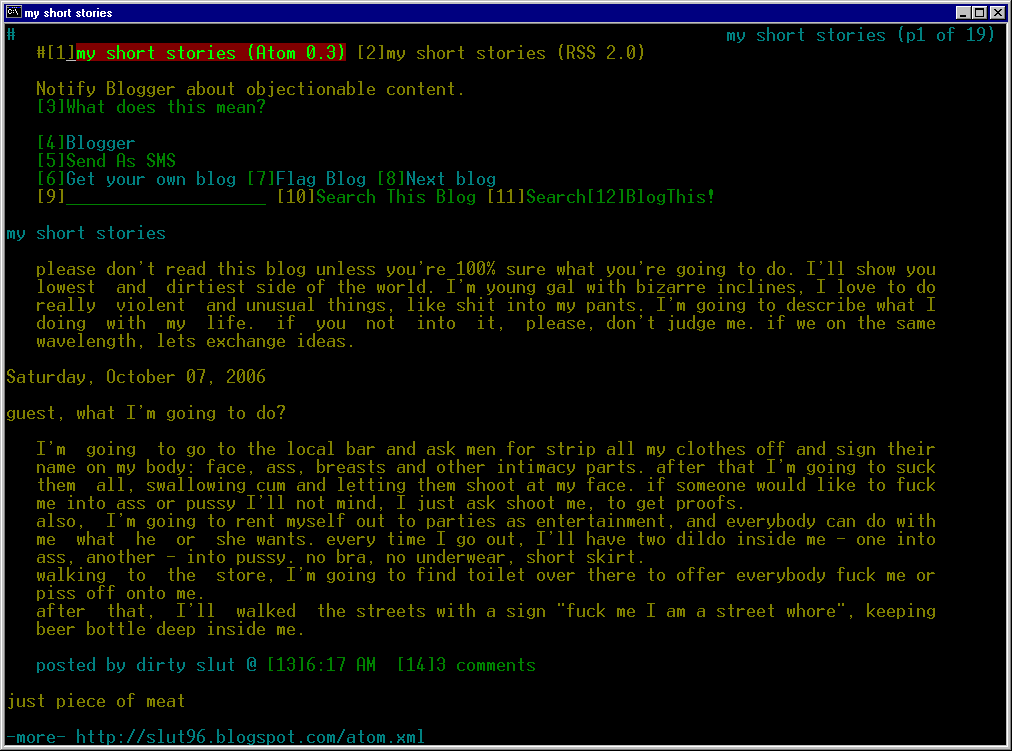 my short stories
# my short stories (p1 of 19)
#[1]my short stories (Atom 0.3) [2]my short stories (RSS 2.0)
Notify Blogger about objectionable content.
[3]What does this mean?
[4]Blogger
[5]Send As SMS
[6]Get your own blog [7]Flag Blog [8]Next blog
[9]____________________ [10]Search This Blog [11]Search[12]BlogThis!
my short stories
please don't read this blog unless you're 100% sure what you're going to do. I'll show you
lowest and dirtiest side of the world. I'm young gal with bizarre inclines, I love to do
really violent and unusual things, like shit into my pants. I'm going to describe what I
doing with my life. if you not into it, please, don't judge me. if we on the same
wavelength, lets exchange ideas.
Saturday, October 07, 2006
guest, what I'm going to do?
I'm going to go to the local bar and ask men for strip all my clothes off and sign their
name on my body: face, ass, breasts and other intimacy parts. after that I'm going to suck
them all, swallowing cum and letting them shoot at my face. if someone would like to fuck
me into ass or pussy I'll not mind, I just ask shoot me, to get proofs.
also, I'm going to rent myself out to parties as entertainment, and everybody can do with
me what he or she wants. every time I go out, I'll have two dildo inside me - one into
ass, another - into pussy. no bra, no underwear, short skirt.
walking to the store, I'm going to find toilet over there to offer everybody fuck me or
piss off onto me.
after that, I'll walked the streets with a sign "fuck me I am a street whore", keeping
beer bottle deep inside me.
posted by dirty slut @ [13]6:17 AM [14]3 comments
just piece of meat
-more- http://slut96.blogspot.com/atom.xml